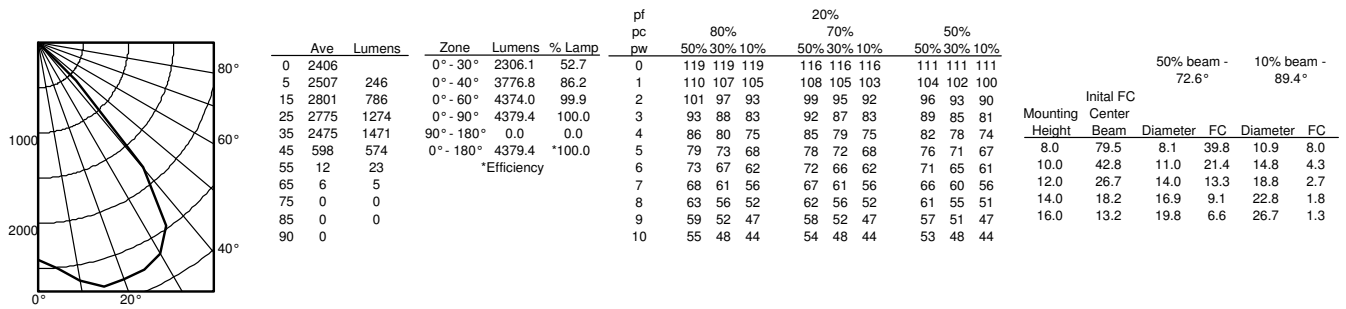 1000
2000
80°
60°
40°
0°
20°
Ave Lumens
0 2406
5 2507 246
15 2801 786
25 2775 1274
35 2475 1471
45 598 574
55 12 23
65 6 5
75 0 0
85 0 0
90 0
Zone Lumens % Lamp
0° - 30° 2306.1 52.7
0° - 40° 3776.8 86.2
0° - 60° 4374.0 99.9
0° - 90° 4379.4 100.0
90° - 180° 0.0 0.0
0° - 180° 4379.4 *100.0
*Efficiency
pf 20%
pc 80% 70% 50%
pw 50% 30% 10% 50% 30% 10% 50% 30% 10%
0 119 119 119 116 116 116 111 111 111
1 110 107 105 108 105 103 104 102 100
2 101 97 93 99 95 92 96 93 90
3 93 88 83 92 87 83 89 85 81
4 86 80 75 85 79 75 82 78 74
5 79 73 68 78 72 68 76 71 67
6 73 67 62 72 66 62 71 65 61
7 68 61 56 67 61 56 66 60 56
8 63 56 52 62 56 52 61 55 51
9 59 52 47 58 52 47 57 51 47
10 55 48 44 54 48 44 53 48 44
50% beam - 10% beam -
72.6° 89.4°
Inital FC
Mounting Center
Height Beam Diameter FC Diameter FC
8.0 79.5 8.1 39.8 10.9 8.0
10.0 42.8 11.0 21.4 14.8 4.3
12.0 26.7 14.0 13.3 18.8 2.7
14.0 18.2 16.9 9.1 22.8 1.8
16.0 13.2 19.8 6.6 26.7 1.3